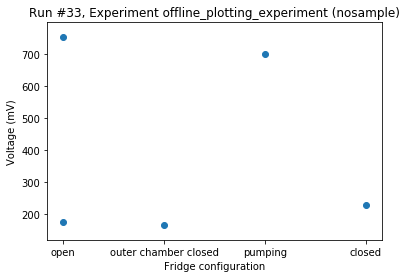 Run #33, Experiment offline_plotting_experiment (nosample)
700
600
500
400
300
200
Voltage (mV)
open outer chamber closed pumping closed
Fridge configuration